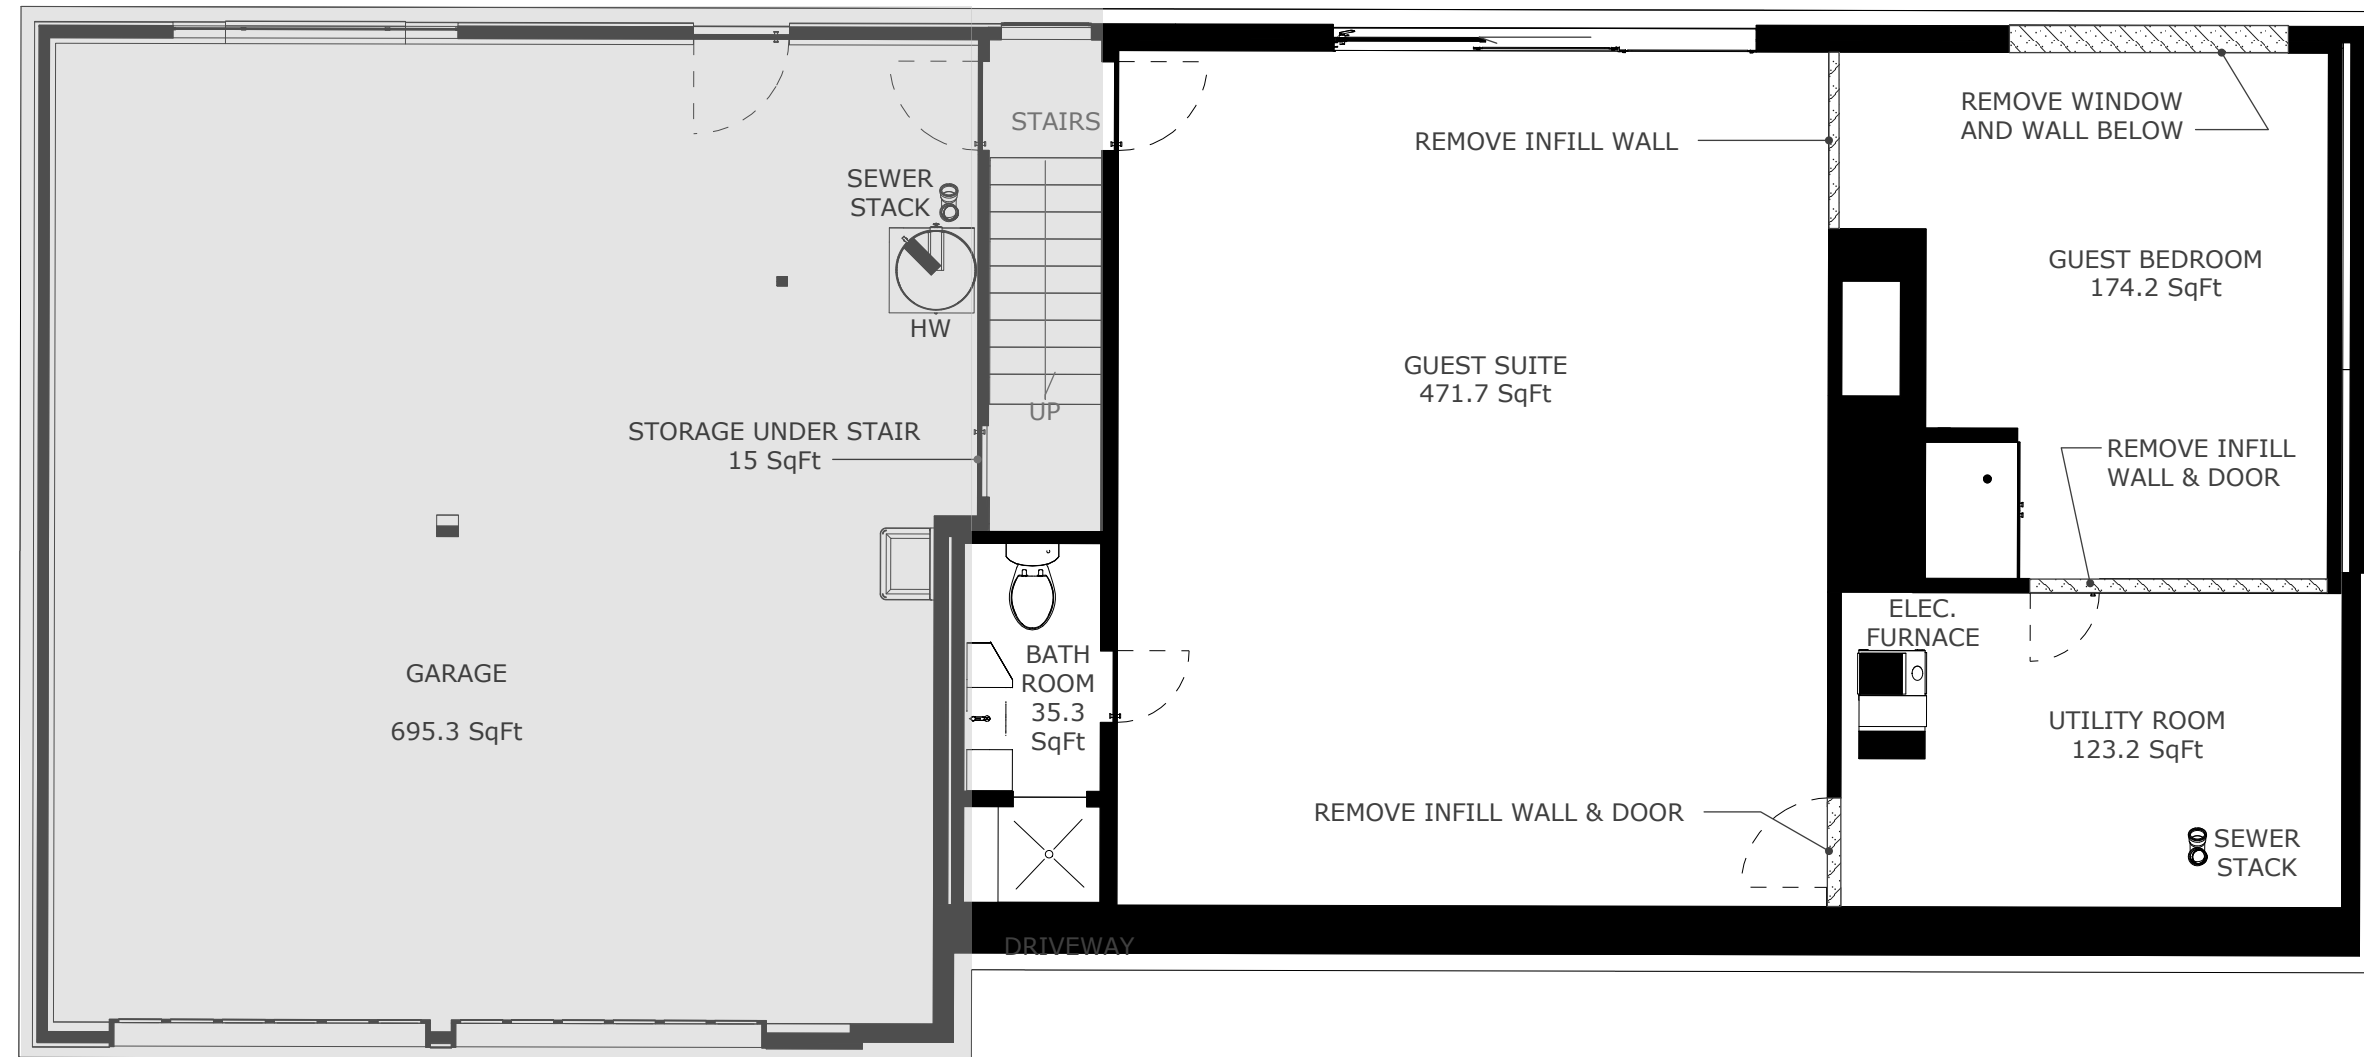 REMOVE WINDOW
AND WALL BELOW
STAIRS
REMOVE INFILL WALL
SEWER
STACK
HW
GUEST BEDROOM
174.2 SqFt
GUEST SUITE
471.7 SqFt
UP
STORAGE UNDER STAIR
15 SqFt
REMOVE INFILL
WALL & DOOR
ELEC.
FURNACE
GARAGE
695.3 SqFt
BATH
ROOM
35.3
SqFt
UTILITY ROOM
123.2 SqFt
REMOVE INFILL WALL & DOOR
SEWER
STACK
DRIVEWAY